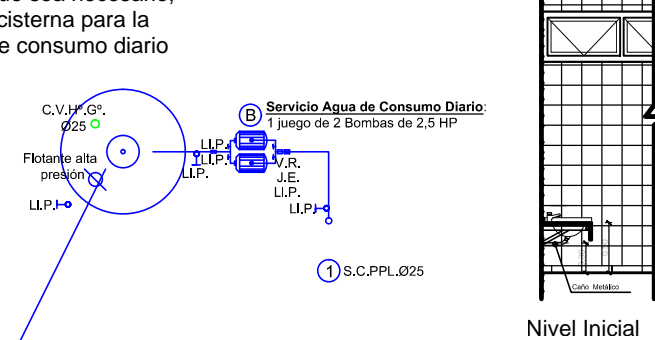 cisterna para la
e consumo diario
C.V.Hº.Gº.
Ø25
Flotante alta
presión
Ll.P.
B
Servicio Agua de Consumo Diario:
1 juego de 2 Bombas de 2,5 HP
Ll.P.
Ll.P.
Ll.P.
V.R.
J.E.
Ll.P.
Ll.P.
1 S.C.PPL.Ø25
Caño Metálico
Nivel Inicial